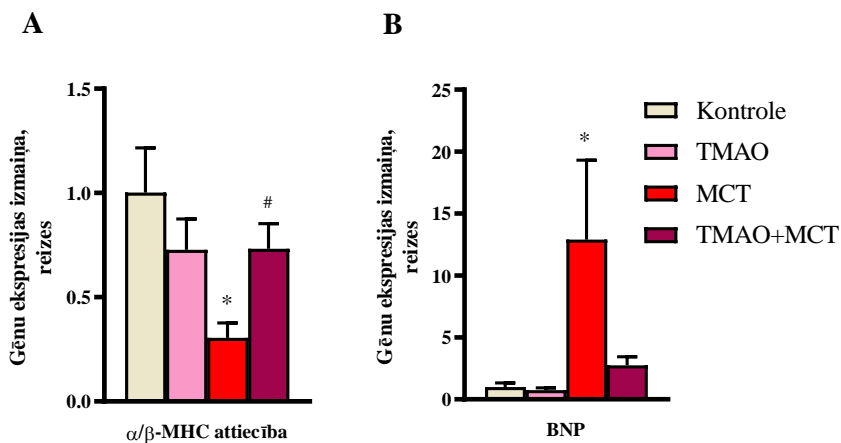 A
B
Gēnu ekspresijas izmaiņa,
reizes
1.5
1.0
0.5
0.0
*
#
α/β-MHC attiecība
Gēnu ekspresijas izmaiņa,
reizes
25
20
15
10
5
0
*
BNP
Kontrole
TMAO
MCT
TMAO+MCT